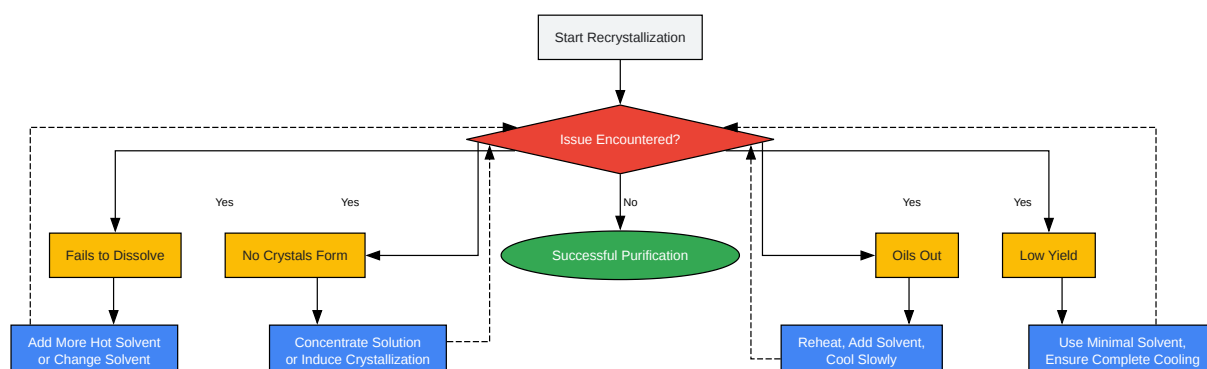 Start Recrystallization
Issue Encountered?
Yes
Yes
No
Yes
Yes
Fails to Dissolve
No Crystals Form
Successful Purification
Oils Out
Low Yield
Add More Hot Solvent
or Change Solvent
Concentrate Solution
or Induce Crystallization
Reheat, Add Solvent,
Cool Slowly
Use Minimal Solvent,
Ensure Complete Cooling